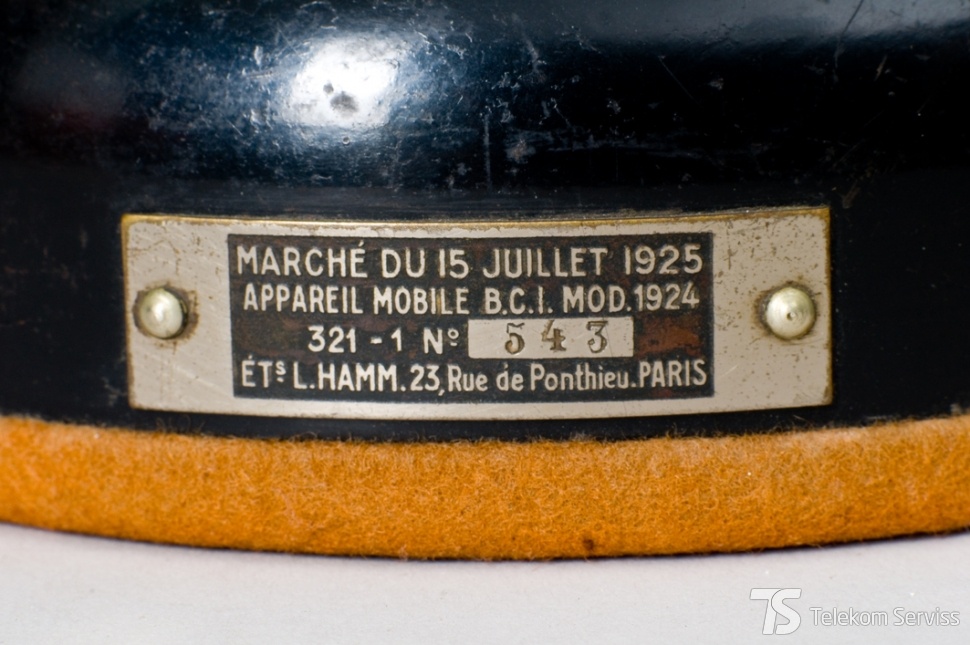 MARCHÉ DU 15 JUILLET 1925
APPAREIL MOBILE B.C.I. MOD.1924
321-1 Nº 543
ÉTˢ L.HAMM.23,Rue de Ponthieu.PARIS
TS Telekom Serviss